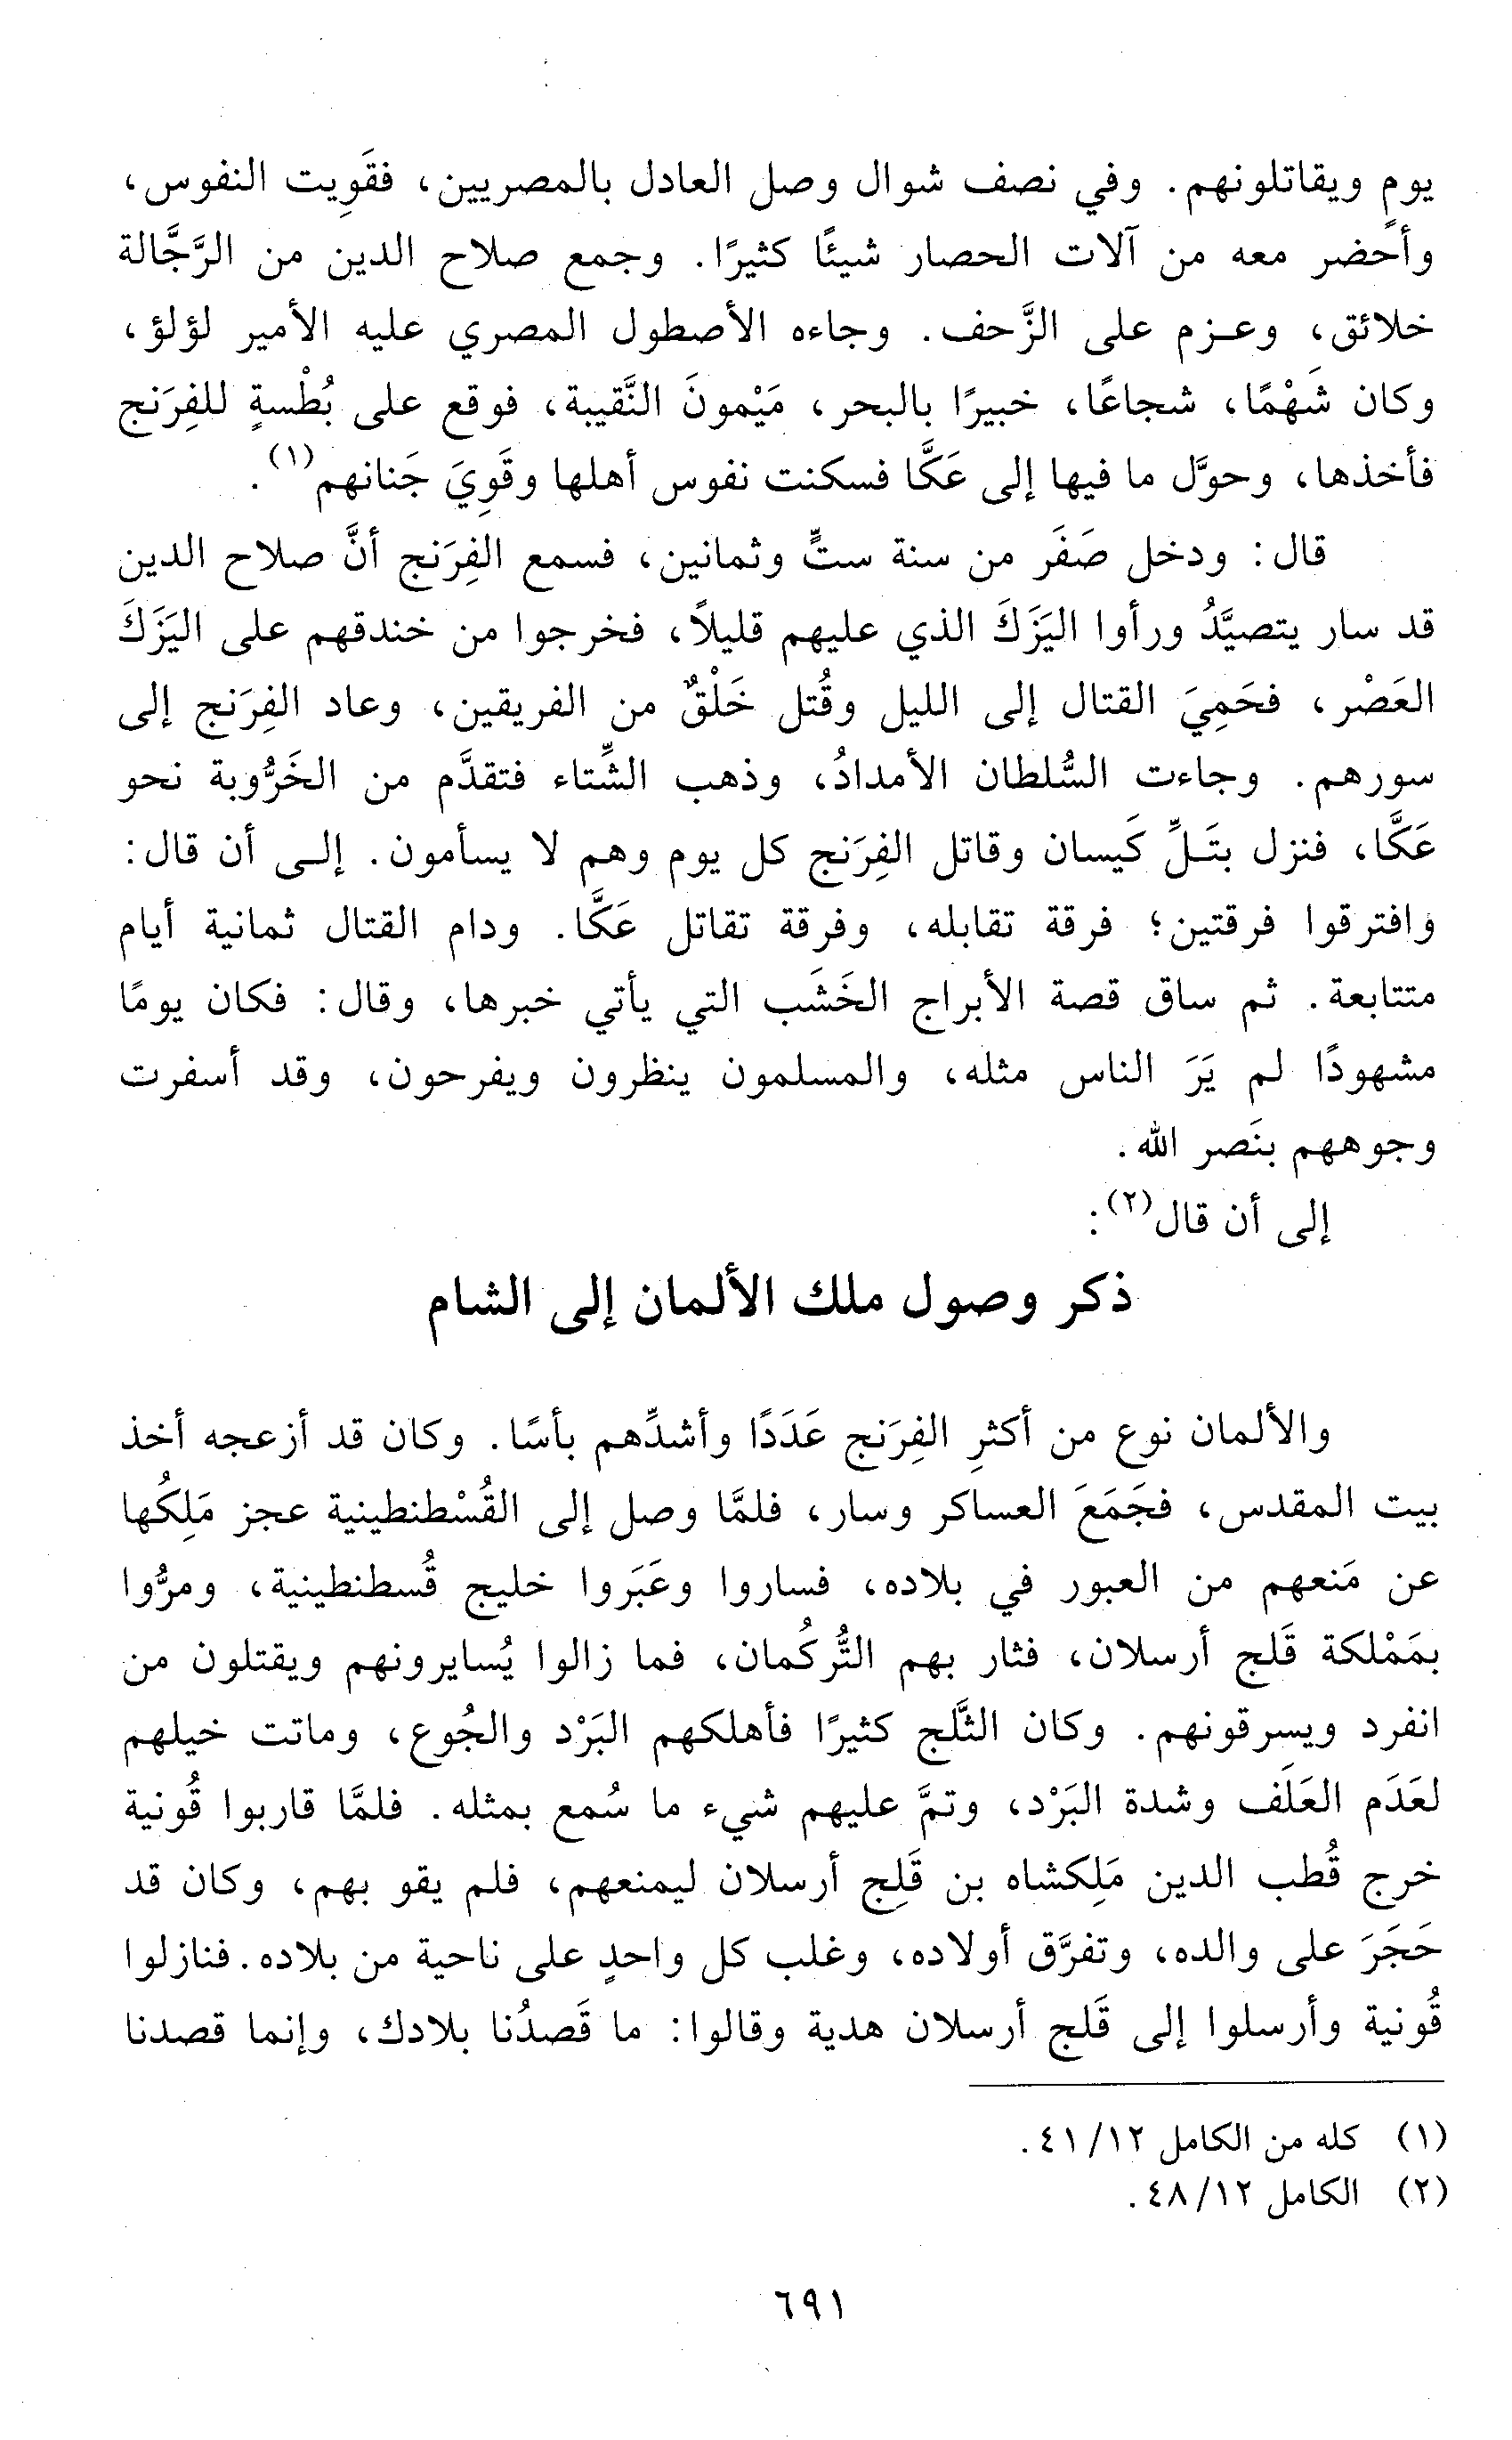 يومٍ ويقاتلونهم. وفي نصف شوال وصل العادل بالمصريين، فقَوِيت النفوس،
وأحضر معه من آلات الحصار شيئًا كثيرًا. وجمع صلاح الدين من الرَّجَّالة
خلائق، وعزم على الزَّحف. وجاءه الأصطول المصري عليه الأمير لؤلؤ،
وكان شَهْمًا، شجاعًا، خبيرًا بالبحر، مَيْمونَ النَّقيبة، فوقع على بُطْسةٍ للفِرَنج
فأخذها، وحوَّل ما فيها إلى عَكَّا فسكنت نفوس أهلها وقَوِيَ جَنانهم(١).
قال: ودخل صَفَر من سنة ستٍّ وثمانين، فسمع الفِرَنج أنَّ صلاح الدين
قد سار يتصيَّدُ ورأوا اليَزَكَ الذي عليهم قليلاً، فخرجوا من خندقهم على اليَزَكَ
العَصْر، فحَمِيَ القتال إلى الليل وقُتل خَلْقٌ من الفريقين، وعاد الفِرَنج إلى
سورهم. وجاءت السُّلطان الأمدادُ، وذهب الشِّتاء فتقدَّم من الخَرُّوبة نحو
عَكَّا، فنزل بتَلِّ كَيسان وقاتل الفِرَنج كل يوم وهم لا يسأمون. إلى أن قال:
وافترقوا فرقتين؛ فرقة تقابله، وفرقة تقاتل عَكَّا. ودام القتال ثمانية أيام
متتابعة. ثم ساق قصة الأبراج الخَشَب التي يأتي خبرها، وقال: فكان يومًا
مشهودًا لم يَرَ الناس مثله، والمسلمون ينظرون ويفرحون، وقد أسفرت
وجوههم بنَصر الله.
إلى أن قال(٢):
ذكر وصول ملك الألمان إلى الشام
والألمان نوع من أكثرِ الفِرَنج عَدَدًا وأشدِّهم بأسًا. وكان قد أزعجه أخذ
بيت المقدس، فجَمَعَ العساكر وسار، فلمَّا وصل إلى القُسْطنطينية عجز مَلِكُها
عن مَنعهم من العبور في بلاده، فساروا وعَبَروا خليج قُسطنطينية، ومرُّوا
بمَمْلكة قَلج أرسلان، فثار بهم التُّركُمان، فما زالوا يُسايرونهم ويقتلون من
انفرد ويسرقونهم. وكان الثَّلج كثيرًا فأهلكهم البَرْد والجُوع، وماتت خيلهم
لعَدَم العَلَف وشدة البَرْد، وتمَّ عليهم شيء ما سُمع بمثله. فلمَّا قاربوا قُونية
خرج قُطب الدين مَلِكشاه بن قَلِج أرسلان ليمنعهم، فلم يقو بهم، وكان قد
حَجَرَ على والده، وتفرَّق أولاده، وغلب كل واحدٍ على ناحية من بلاده. فنازلوا
قُونية وأرسلوا إلى قَلج أرسلان هدية وقالوا: ما قَصدُنا بلادك، وإنما قصدنا
(١) كله من الكامل ١٢/ ٤١.
(٢) الكامل ١٢/ ٤٨.
٦٩١